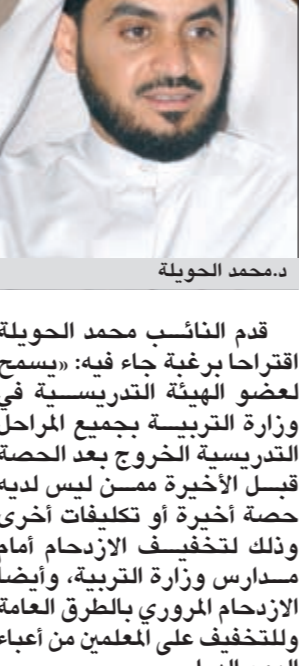 د.محمد الحويلة
قدم النائب محمد الحويلة
اقتراحا برغبة جاء فيه: «يسمح
لعضو الهيئة التدريسية في
وزارة التربية بجميع المراحل
التدريسية الخروج بعد الحصة
قبل الأخيرة ممن ليس لديه
حصة أخيرة أو تكليفات أخرى
وذلك لتخفيف الازدحام أمام
مدارس وزارة التربية، وأيضا
الازدحام المروري بالطرق العامة
وللتخفيف على المعلمين من أعباء